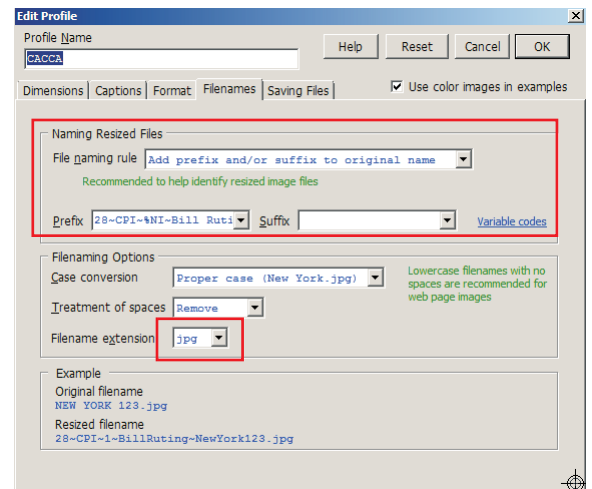 Edit Profile
Profile Name
CACCA
Help Reset Cancel OK
Dimensions Captions Format Filenames Saving Files
Use color images in examples
Naming Resized Files
File naming rule Add prefix and/or suffix to original name
Recommended to help identify resized image files
Prefix 28~CPI~%NI~Bill Ruti Suffix Variable codes
Filenaming Options
Case conversion Proper case (New York.jpg)
Lowercase filenames with no
spaces are recommended for
web page images
Treatment of spaces Remove
Filename extension jpg
Example
Original filename
NEW YORK 123.jpg
Resized filename
28~CPI~1~BillRuting~NewYork123.jpg